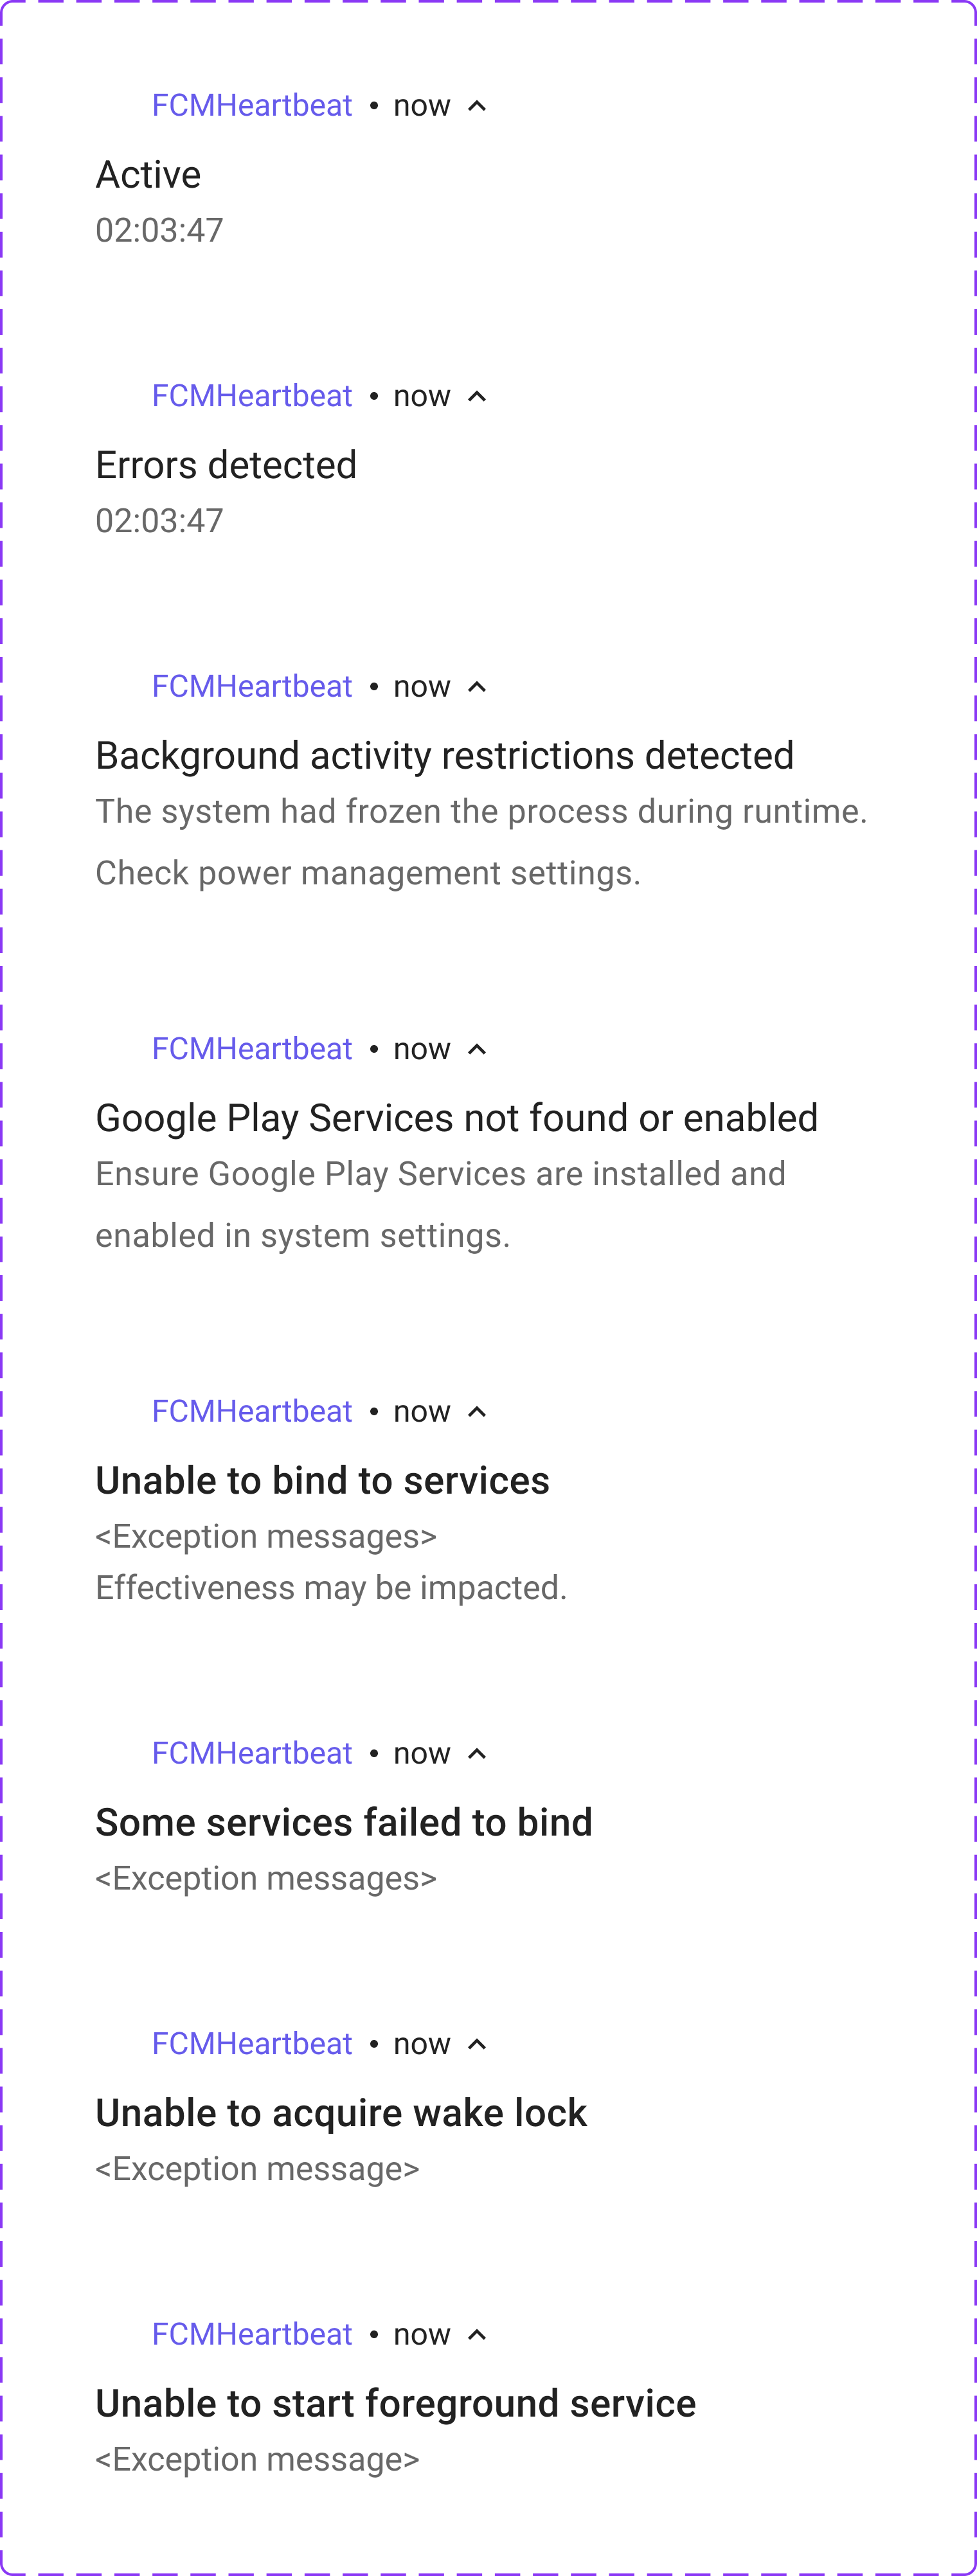 FCMHeartbeat • now
Active
02:03:47
FCMHeartbeat • now
Errors detected
02:03:47
FCMHeartbeat • now
Background activity restrictions detected
The system had frozen the process during runtime.
Check power management settings.
FCMHeartbeat • now
Google Play Services not found or enabled
Ensure Google Play Services are installed and
enabled in system settings.
FCMHeartbeat • now
Unable to bind to services
<Exception messages>
Effectiveness may be impacted.
FCMHeartbeat • now
Some services failed to bind
<Exception messages>
FCMHeartbeat • now
Unable to acquire wake lock
<Exception message>
FCMHeartbeat • now
Unable to start foreground service
<Exception message>